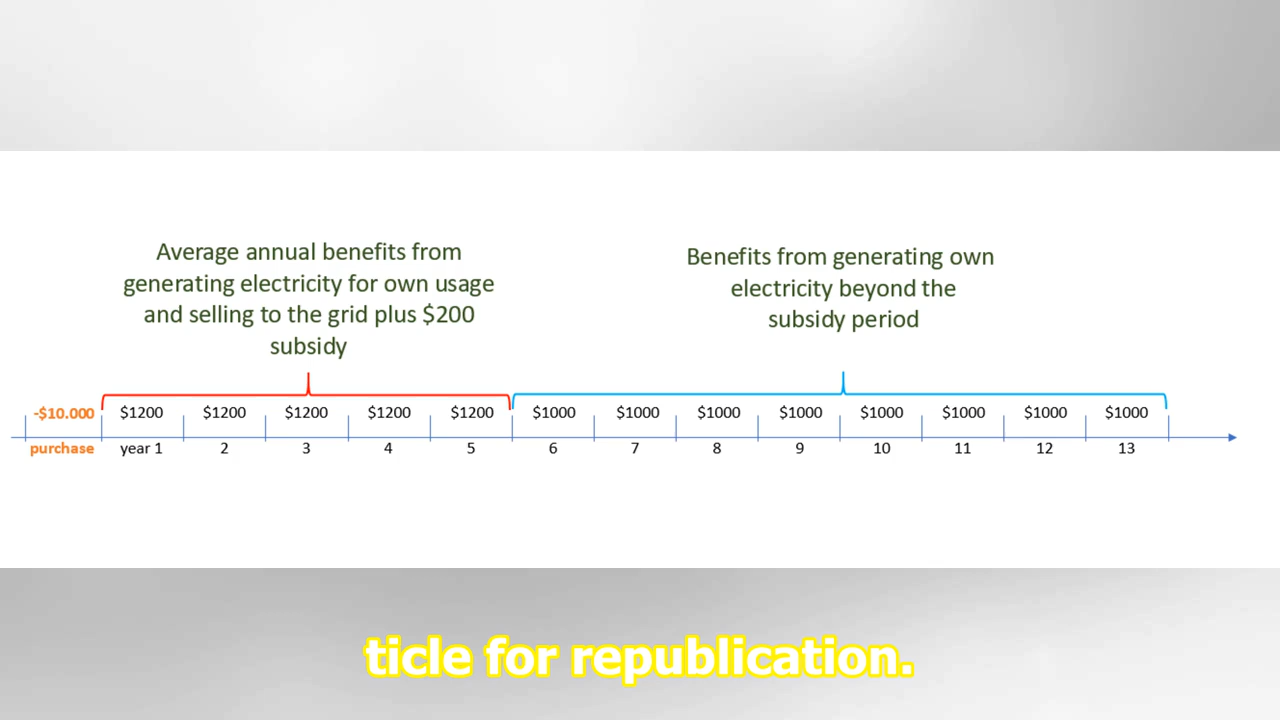 Average annual benefits from
generating electricity for own usage
and selling to the grid plus $200
subsidy
Benefits from generating own
electricity beyond the
subsidy period
-$10.000 $1200 $1200 $1200 $1200 $1200 $1000 $1000 $1000 $1000 $1000 $1000 $1000 $1000
purchase year 1 2 3 4 5 6 7 8 9 10 11 12 13
ticle for republication.